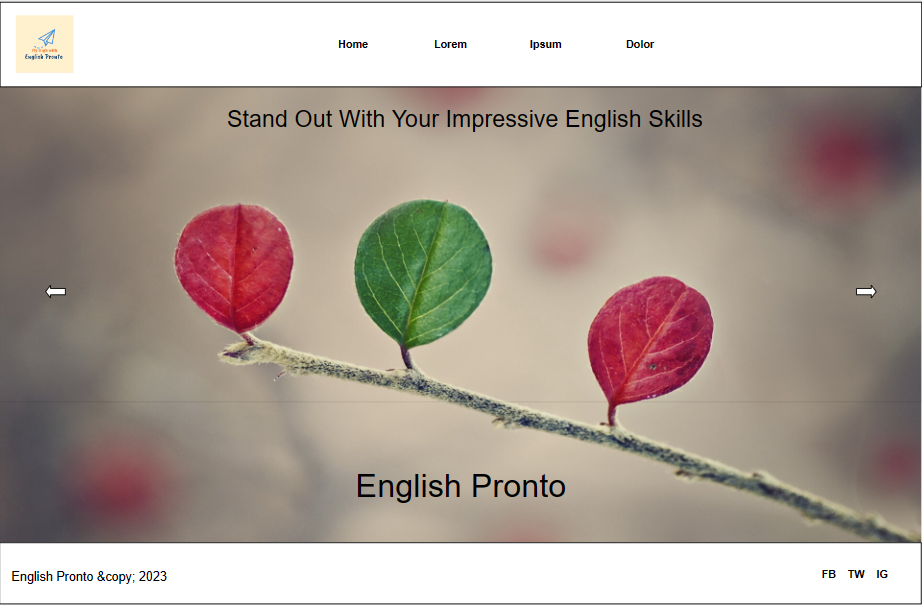 English Pronto
Home Lorem Ipsum Dolor
Stand Out With Your Impressive English Skills
English Pronto
English Pronto &copy; 2023
FB TW IG